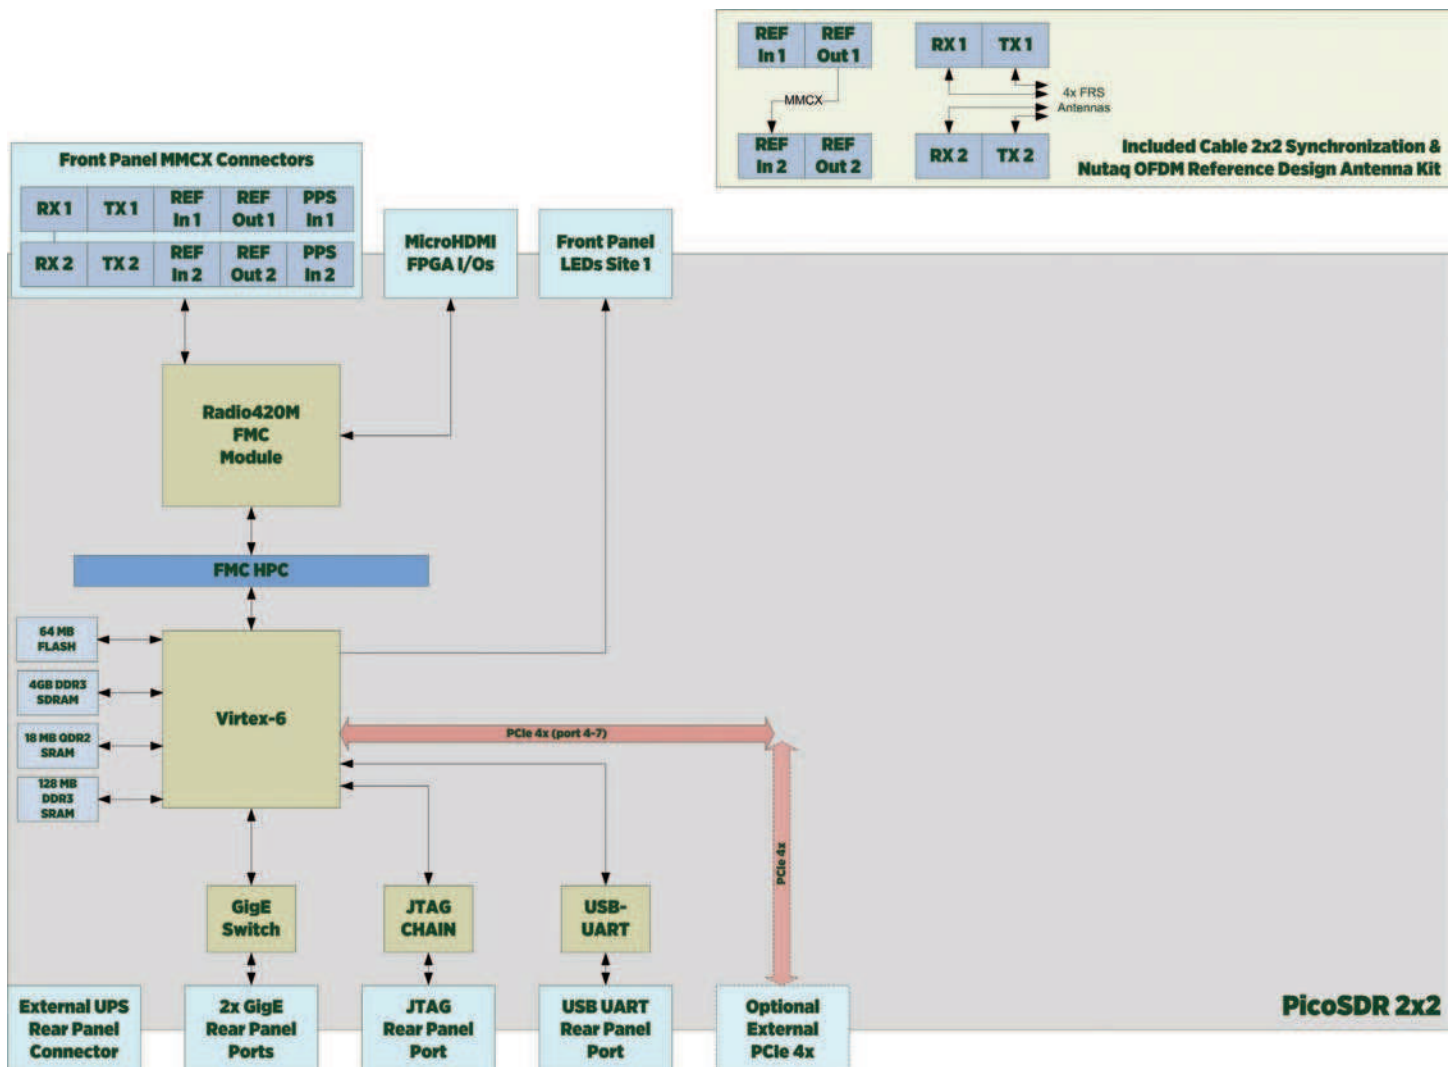 REF In 1
REF Out 1
RX 1
TX 1
MMCX
4x FRS
Antennas
REF In 2
REF Out 2
RX 2
TX 2
Included Cable 2x2 Synchronization &
Nutaq OFDM Reference Design Antenna Kit
Front Panel MMCX Connectors
RX 1
TX 1
REF In 1
REF Out 1
PPS In 1
RX 2
TX 2
REF In 2
REF Out 2
PPS In 2
MicroHDMI
FPGA I/Os
Front Panel
LEDs Site 1
Radio420M
FMC
Module
FMC HPC
64 MB
FLASH
4GB DDR3
SDRAM
18 MB QDR2
SRAM
128 MB
DDR3
SRAM
Virtex-6
PCIe 4x (port 4-7)
PCIe 4x
GigE
Switch
JTAG
CHAIN
USB-
UART
External UPS
Rear Panel
Connector
2x GigE
Rear Panel
Ports
JTAG
Rear Panel
Port
USB UART
Rear Panel
Port
Optional
External
PCIe 4x
PicoSDR 2x2